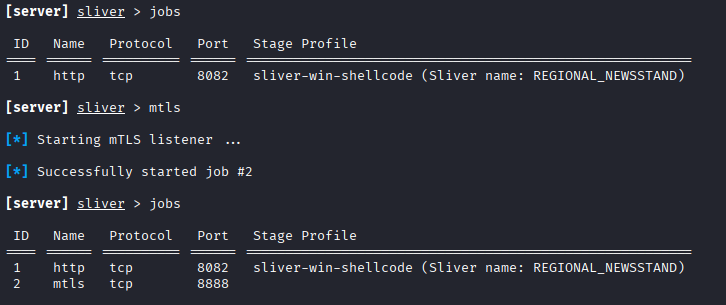 [server] sliver > jobs
ID Name Protocol Port Stage Profile
1 http tcp 8082 sliver-win-shellcode (Sliver name: REGIONAL_NEWSSTAND)
[server] sliver > mtls
[*] Starting mTLS listener ...
[*] Successfully started job #2
[server] sliver > jobs
ID Name Protocol Port Stage Profile
1 http tcp 8082 sliver-win-shellcode (Sliver name: REGIONAL_NEWSSTAND)
2 mtls tcp 8888